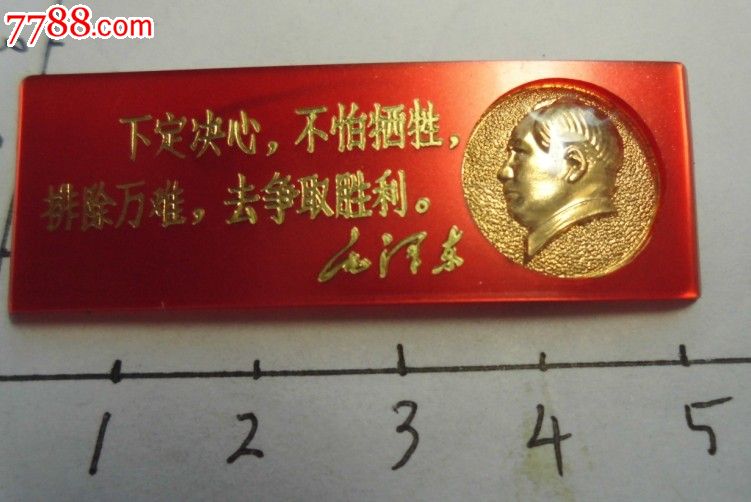 7788.com
下定决心，不怕牺牲，
排除万难，去争取胜利。
毛泽东
1 2 3 4 5